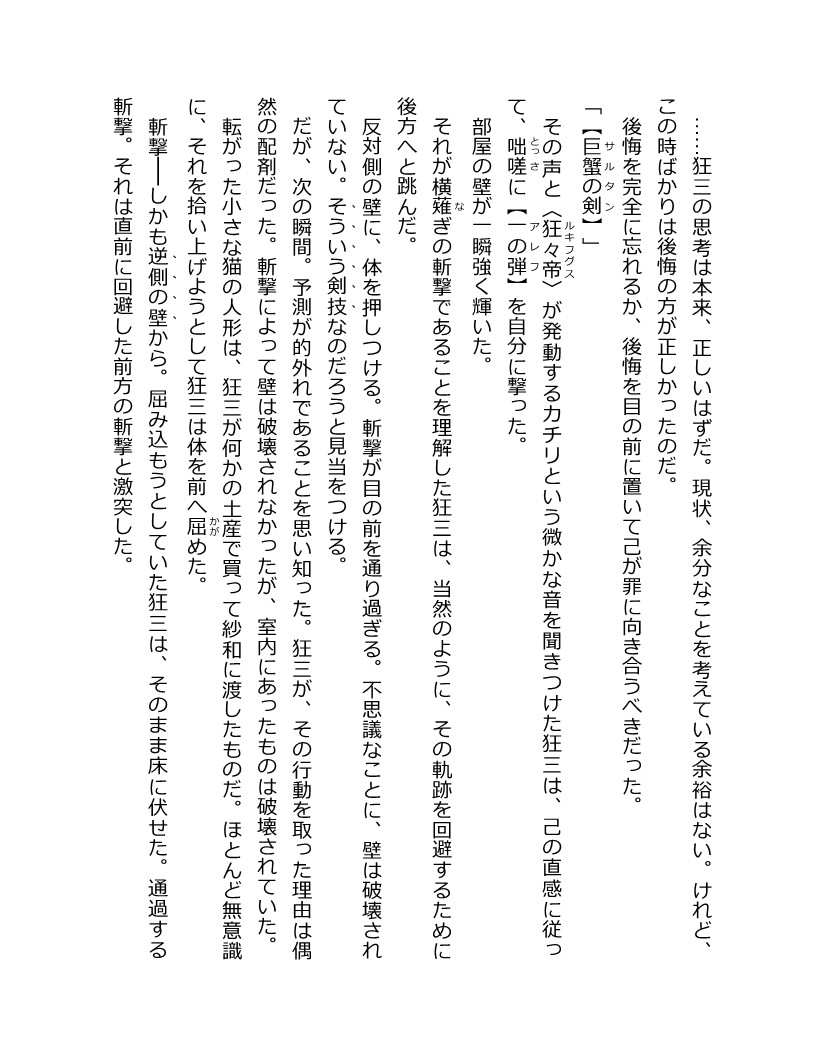 ……狂三の思考は本来、正しいはずだ。現状、余分なことを考えている余裕はない。けれど、
この時ばかりは後悔の方が正しかったのだ。
後悔を完全に忘れるか、後悔を目の前に置いて己が罪に向き合うべきだった。
「【巨蟹の剣】」
サルタン
その声と〈狂々帝〉が発動するカチリという微かな音を聞きつけた狂三は、己の直感に従っ
ルキフグス
て、咄嗟に【一の弾】を自分に撃った。
とっさ
アレフ
部屋の壁が一瞬強く輝いた。
それが横薙ぎの斬撃であることを理解した狂三は、当然のように、その軌跡を回避するために
な
後方へと跳んだ。
反対側の壁に、体を押しつける。斬撃が目の前を通り過ぎる。不思議なことに、壁は破壊され
ていない。そういう剣技なのだろうと見当をつける。
だが、次の瞬間。予測が的外れであることを思い知った。狂三が、その行動を取った理由は偶
然の配剤だった。斬撃によって壁は破壊されなかったが、室内にあったものは破壊されていた。
転がった小さな猫の人形は、狂三が何かの土産で買って紗和に渡したものだ。ほとんど無意識
に、それを拾い上げようとして狂三は体を前へ屈めた。
かが
斬撃──しかも逆側の壁から。屈み込もうとしていた狂三は、そのまま床に伏せた。通過する
斬撃。それは直前に回避した前方の斬撃と激突した。